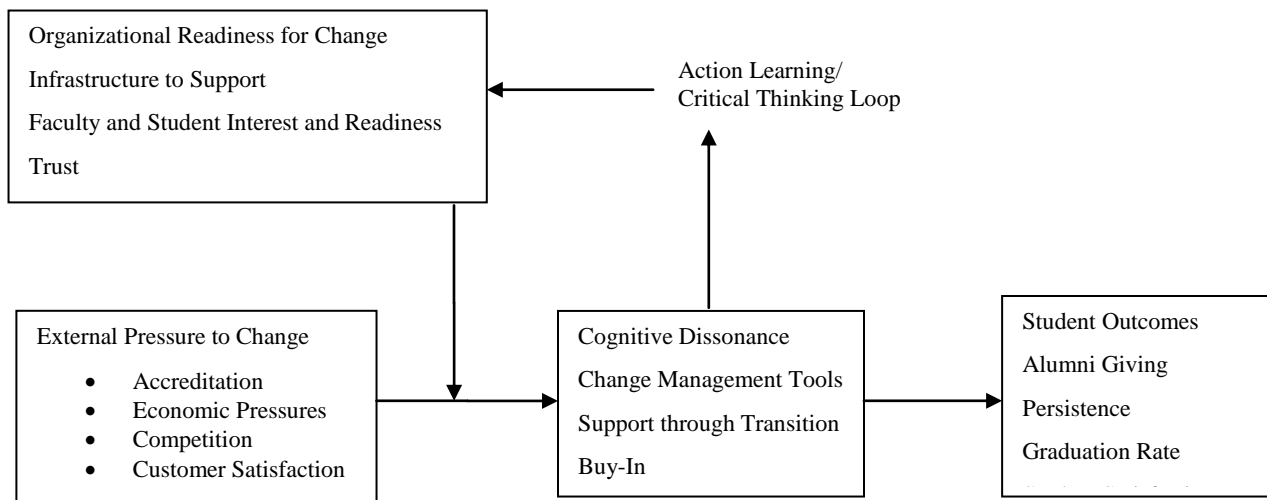 Organizational Readiness for Change
Infrastructure to Support
Faculty and Student Interest and Readiness
Trust
Action Learning/
Critical Thinking Loop
External Pressure to Change
• Accreditation
• Economic Pressures
• Competition
• Customer Satisfaction
Cognitive Dissonance
Change Management Tools
Support through Transition
Buy-In
Student Outcomes
Alumni Giving
Persistence
Graduation Rate